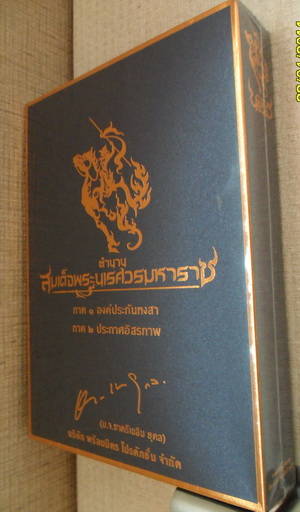 ตำนาน
สมเด็จพระนเรศวรมหาราช
ภาค ๑ องค์ประกันหงสา
ภาค ๒ ประกาศอิสรภาพ
(ม.จ.ชาตรีเฉลิม ยุคล)
บริษัท พร้อมมิตร โปรดักชั่น จำกัด